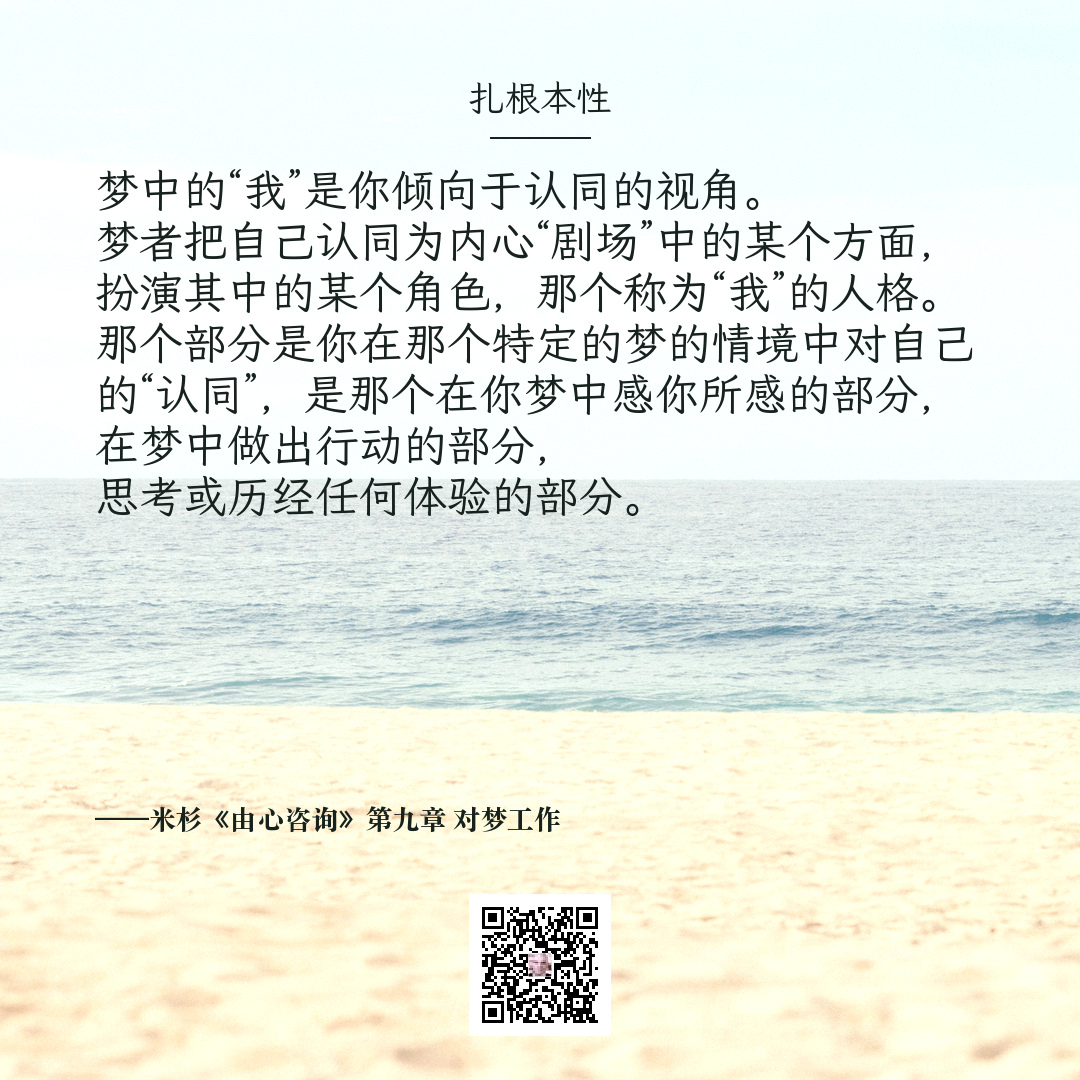 扎根本性
梦中的“我”是你倾向于认同的视角。
梦者把自己认同为内心“剧场”中的某个方面，
扮演其中的某个角色，那个称为“我”的人格。
那个部分是你在那个特定的梦的情境中对自己
的“认同”，是那个在你梦中感你所感的部分，
在梦中做出行动的部分，
思考或历经任何体验的部分。
——米杉《由心咨询》第九章 对梦工作